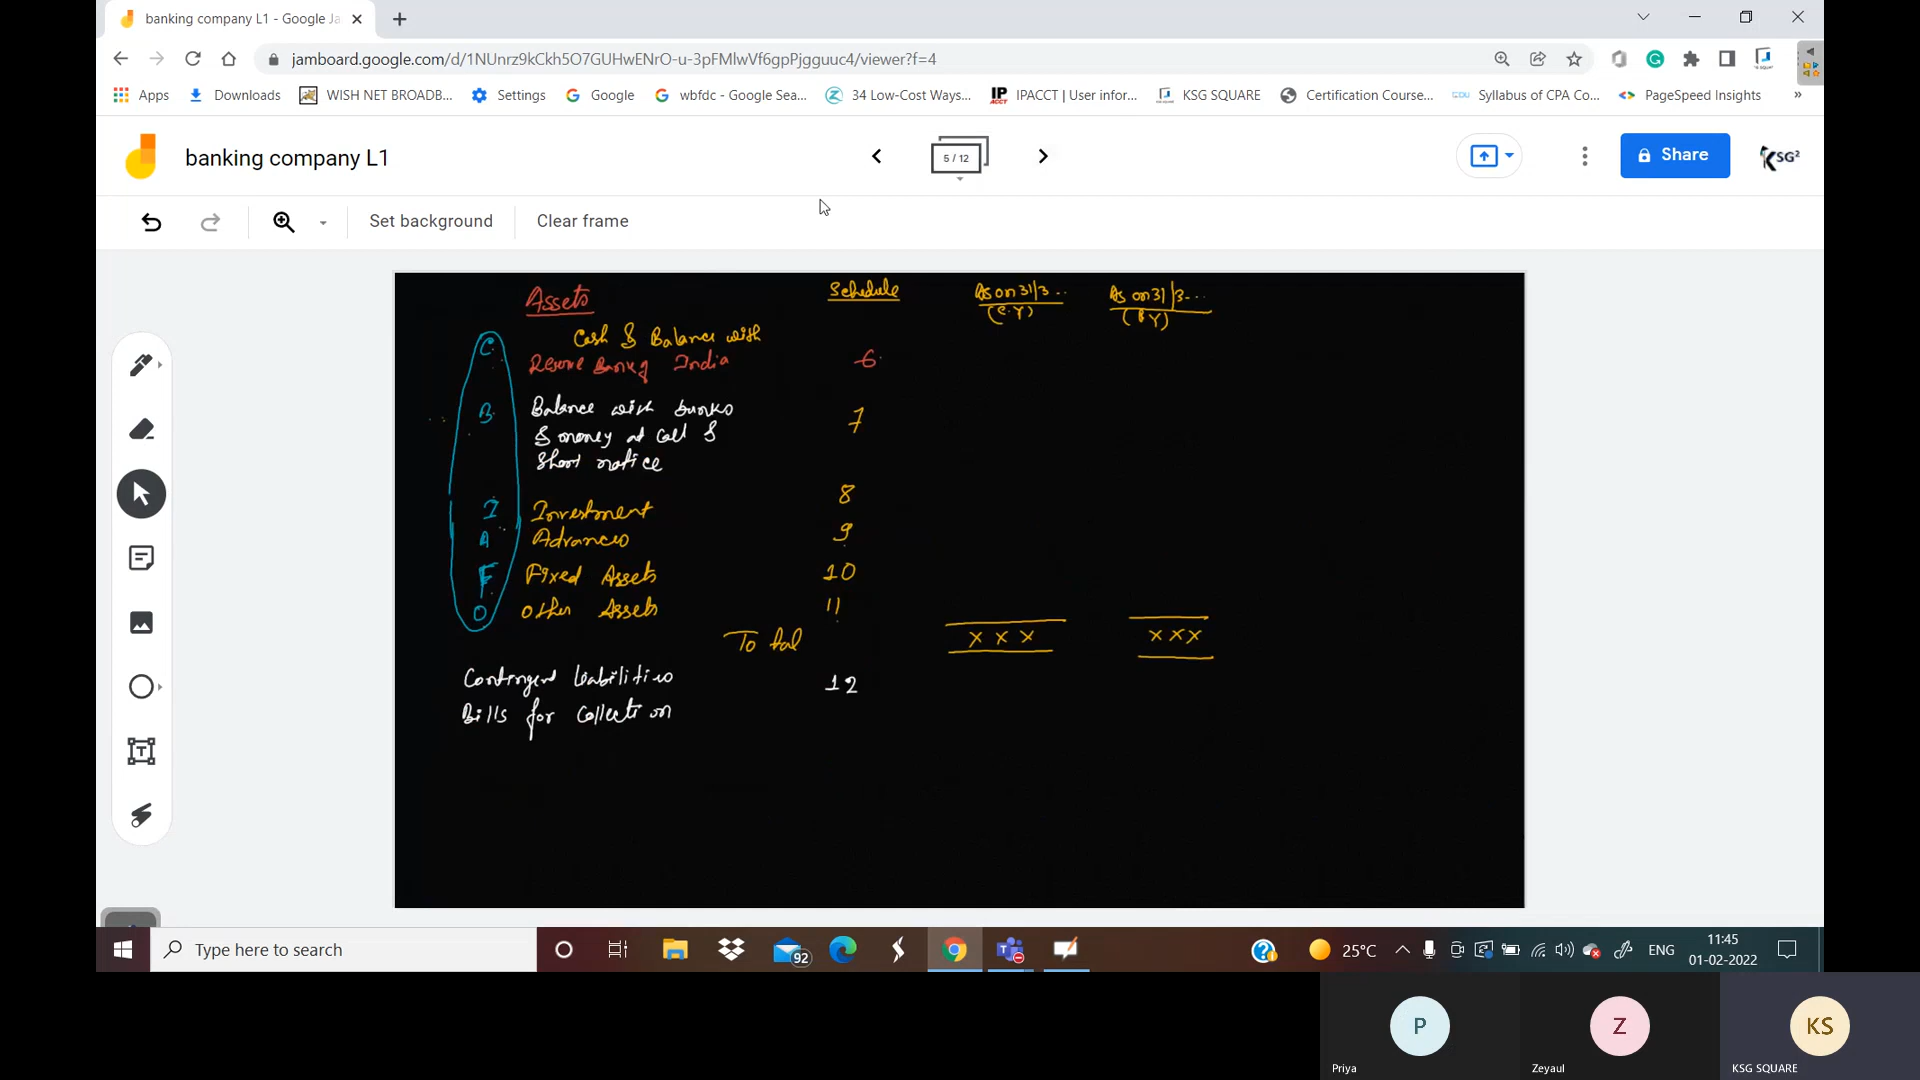 banking company L1 - Google Ja
jamboard.google.com/d/1NUnrz9kCkh5O7GUHwENrO-u-3pFMlwVf6gpPjgguuc4/viewer?f=4
Apps Downloads WISH NET BROADB... Settings Google wbfdc - Google Sea... 34 Low-Cost Ways... IPACCT | User infor... KSG SQUARE Certification Course... Syllabus of CPA Co... PageSpeed Insights »
banking company L1
5 / 12
Share
KSG²
Set background Clear frame
Assets Schedule As on 31/3 .. As on 31/3-..
(C.Y) (PY)
C Cash & Balance with
Reserve Bank of India 6
B Balance with banks 7
& money at call &
Short notice
I Investment 8
A Advances 9
F Fixed Assets 10
O Other Assets 11
Total x x x x x x
Contingent Liabilities 12
Bills for Collection
Type here to search
92
25°C
ENG
11:45
01-02-2022
P Z KS
Priya Zeyaul KSG SQUARE